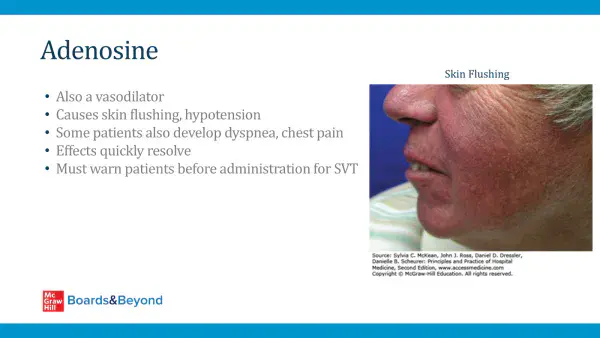 Adenosine
Skin Flushing
• Also a vasodilator
• Causes skin flushing, hypotension
• Some patients also develop dyspnea, chest pain
• Effects quickly resolve
• Must warn patients before administration for SVT
Source: Sylvia C. McKean, John J. Ross, Daniel D. Dressler,
Danielle B. Scheurer: Principles and Practice of Hospital
Medicine, Second Edition, www.accessmedicine.com
Copyright © McGraw-Hill Education. All rights reserved.
Mc
Graw
Hill
Boards&Beyond